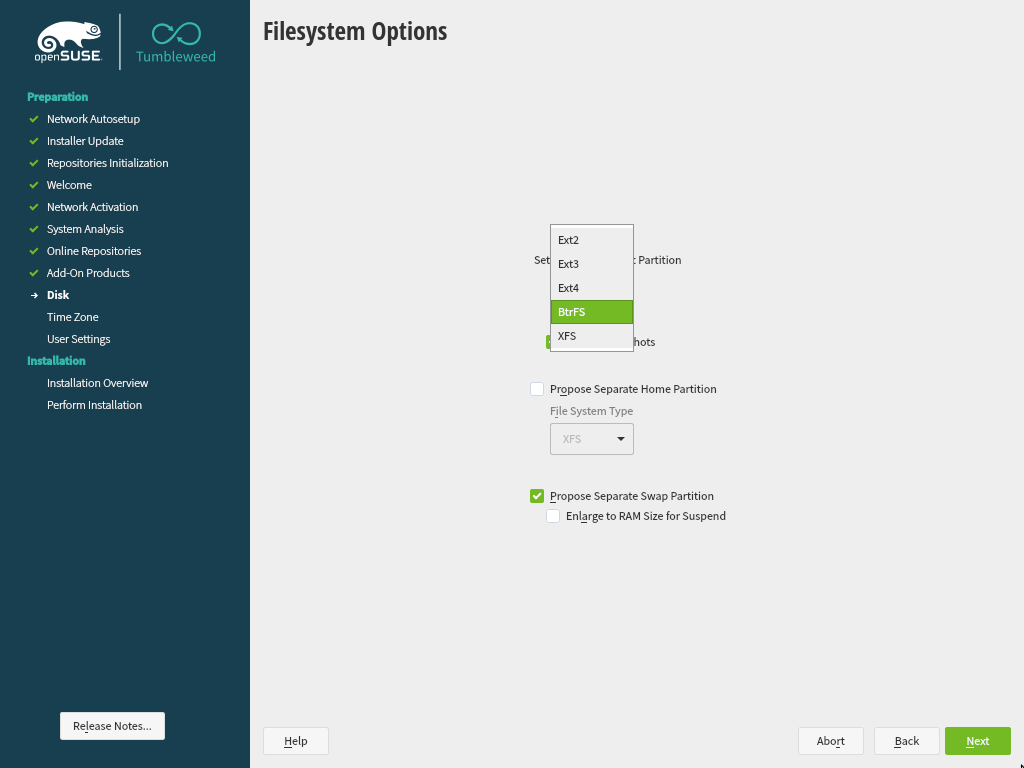 Filesystem Options
openSUSE
Tumbleweed
Preparation
Network Autosetup
Installer Update
Repositories Initialization
Welcome
Network Activation
System Analysis
Online Repositories
Add-On Products
Disk
Time Zone
User Settings
Installation
Installation Overview
Perform Installation
Release Notes...
Ext2
Set Partition
Ext3
Ext4
BtrFS
XFS
Propose Separate Home Partition
File System Type
XFS
Propose Separate Swap Partition
Enlarge to RAM Size for Suspend
Help
Abort
Back
Next